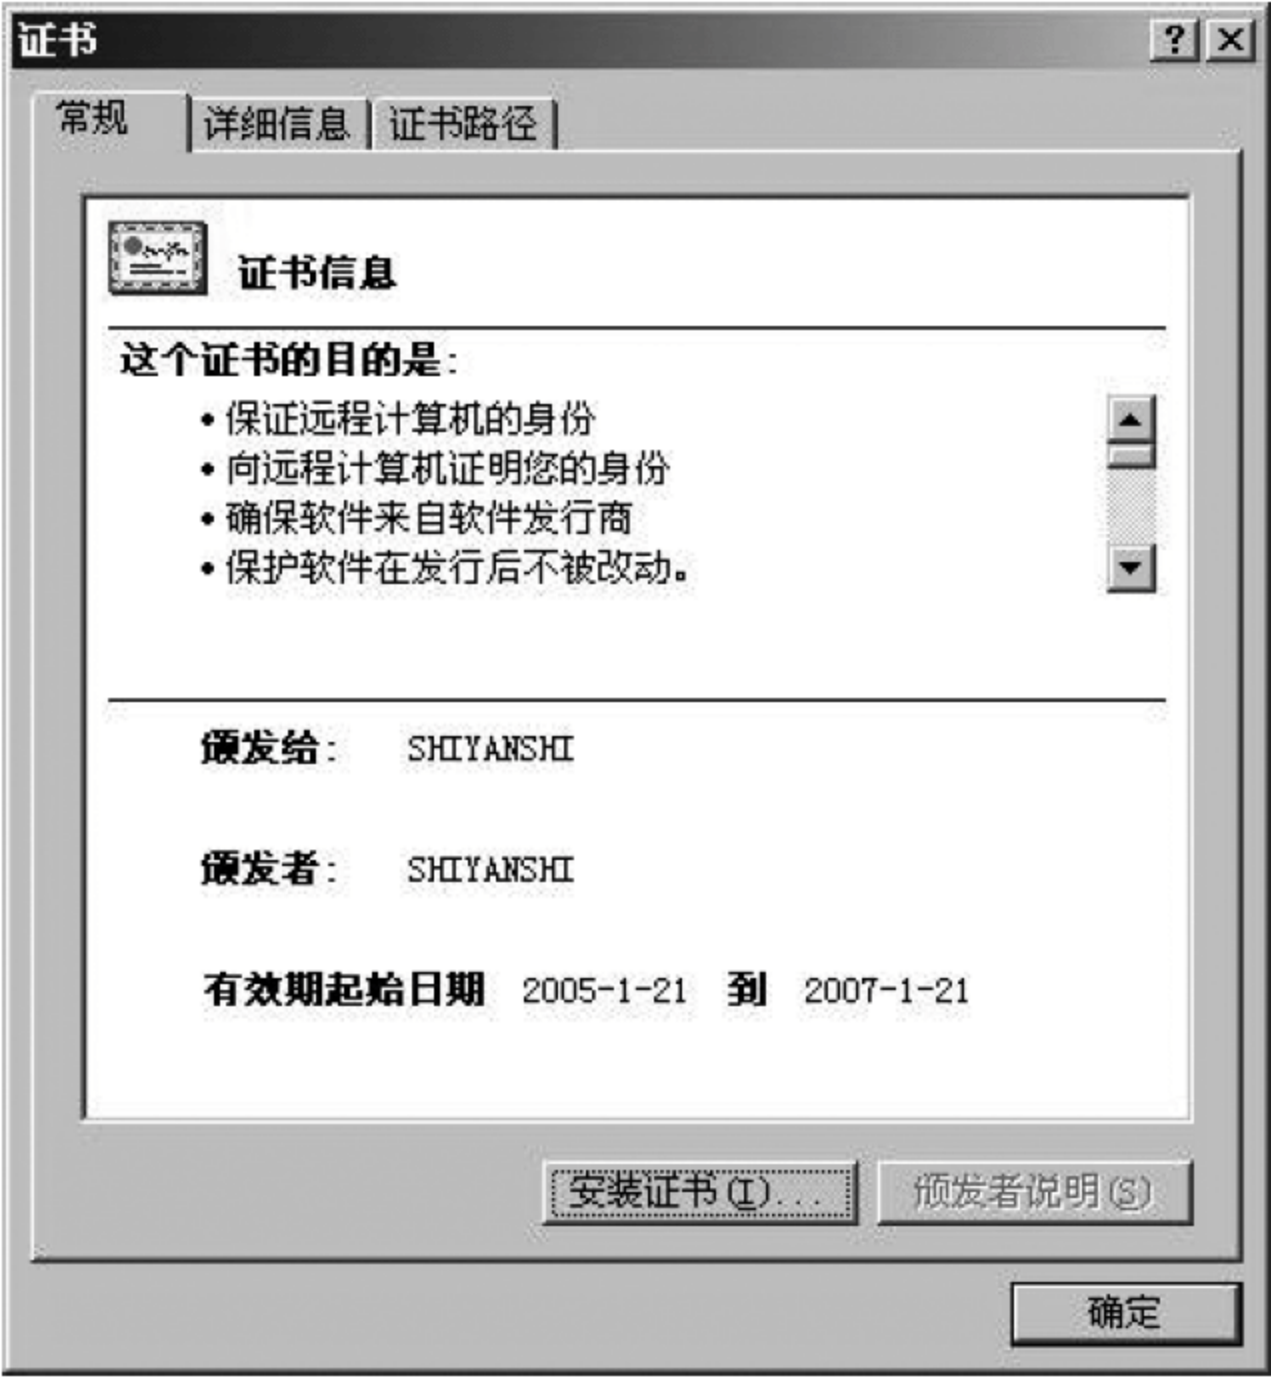 证书
常规 详细信息 证书路径
证书信息
这个证书的目的是:
•保证远程计算机的身份
•向远程计算机证明您的身份
•确保软件来自软件发行商
•保护软件在发行后不被改动。
颁发给: SHIYANSHI
颁发者: SHIYANSHI
有效期起始日期 2005-1-21 到 2007-1-21
安装证书(I)... 颁发者说明(S)
确定